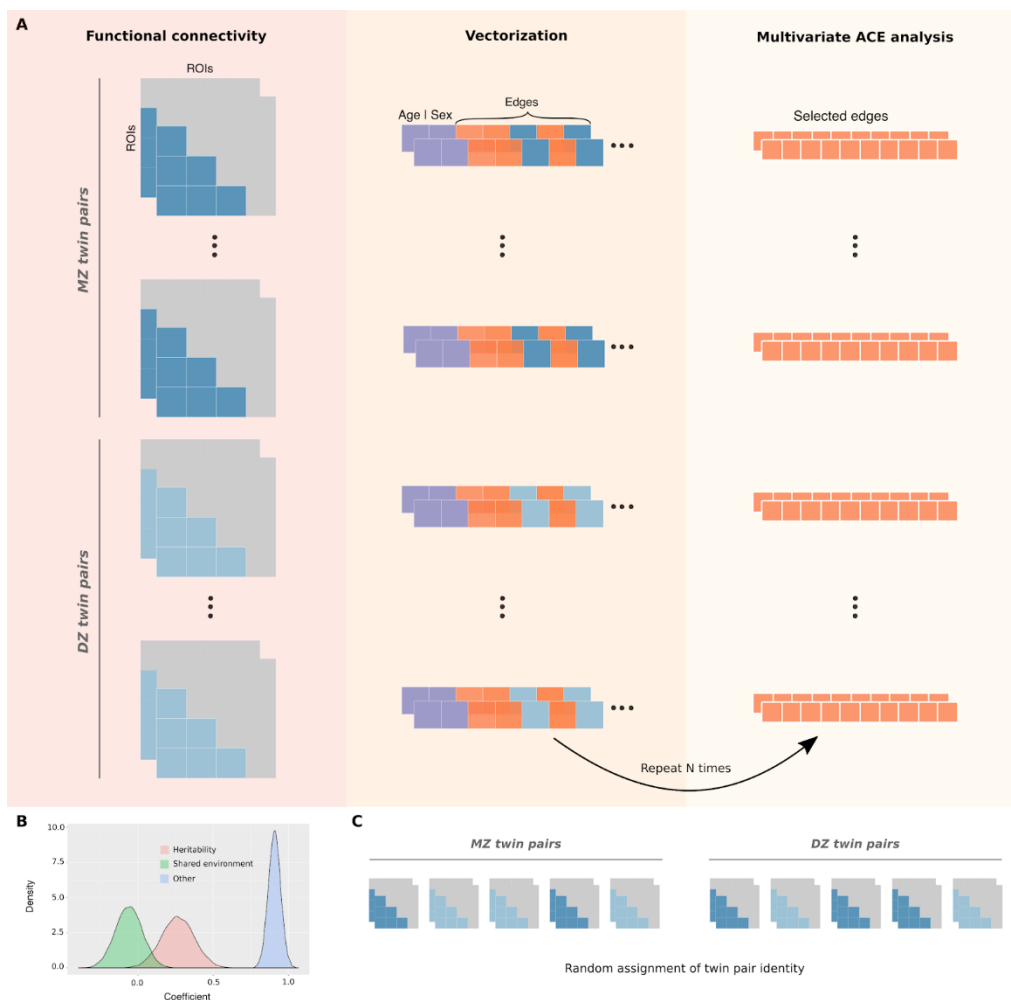 A
Functional connectivity
Vectorization
Multivariate ACE analysis
ROIs
ROIs
MZ twin pairs
DZ twin pairs
Age | Sex
Edges
Selected edges
Repeat N times
B
10.0
7.5
5.0
2.5
0.0
Density
Heritability
Shared environment
Other
0.0 0.5 1.0
Coefficient
C
MZ twin pairs
DZ twin pairs
Random assignment of twin pair identity